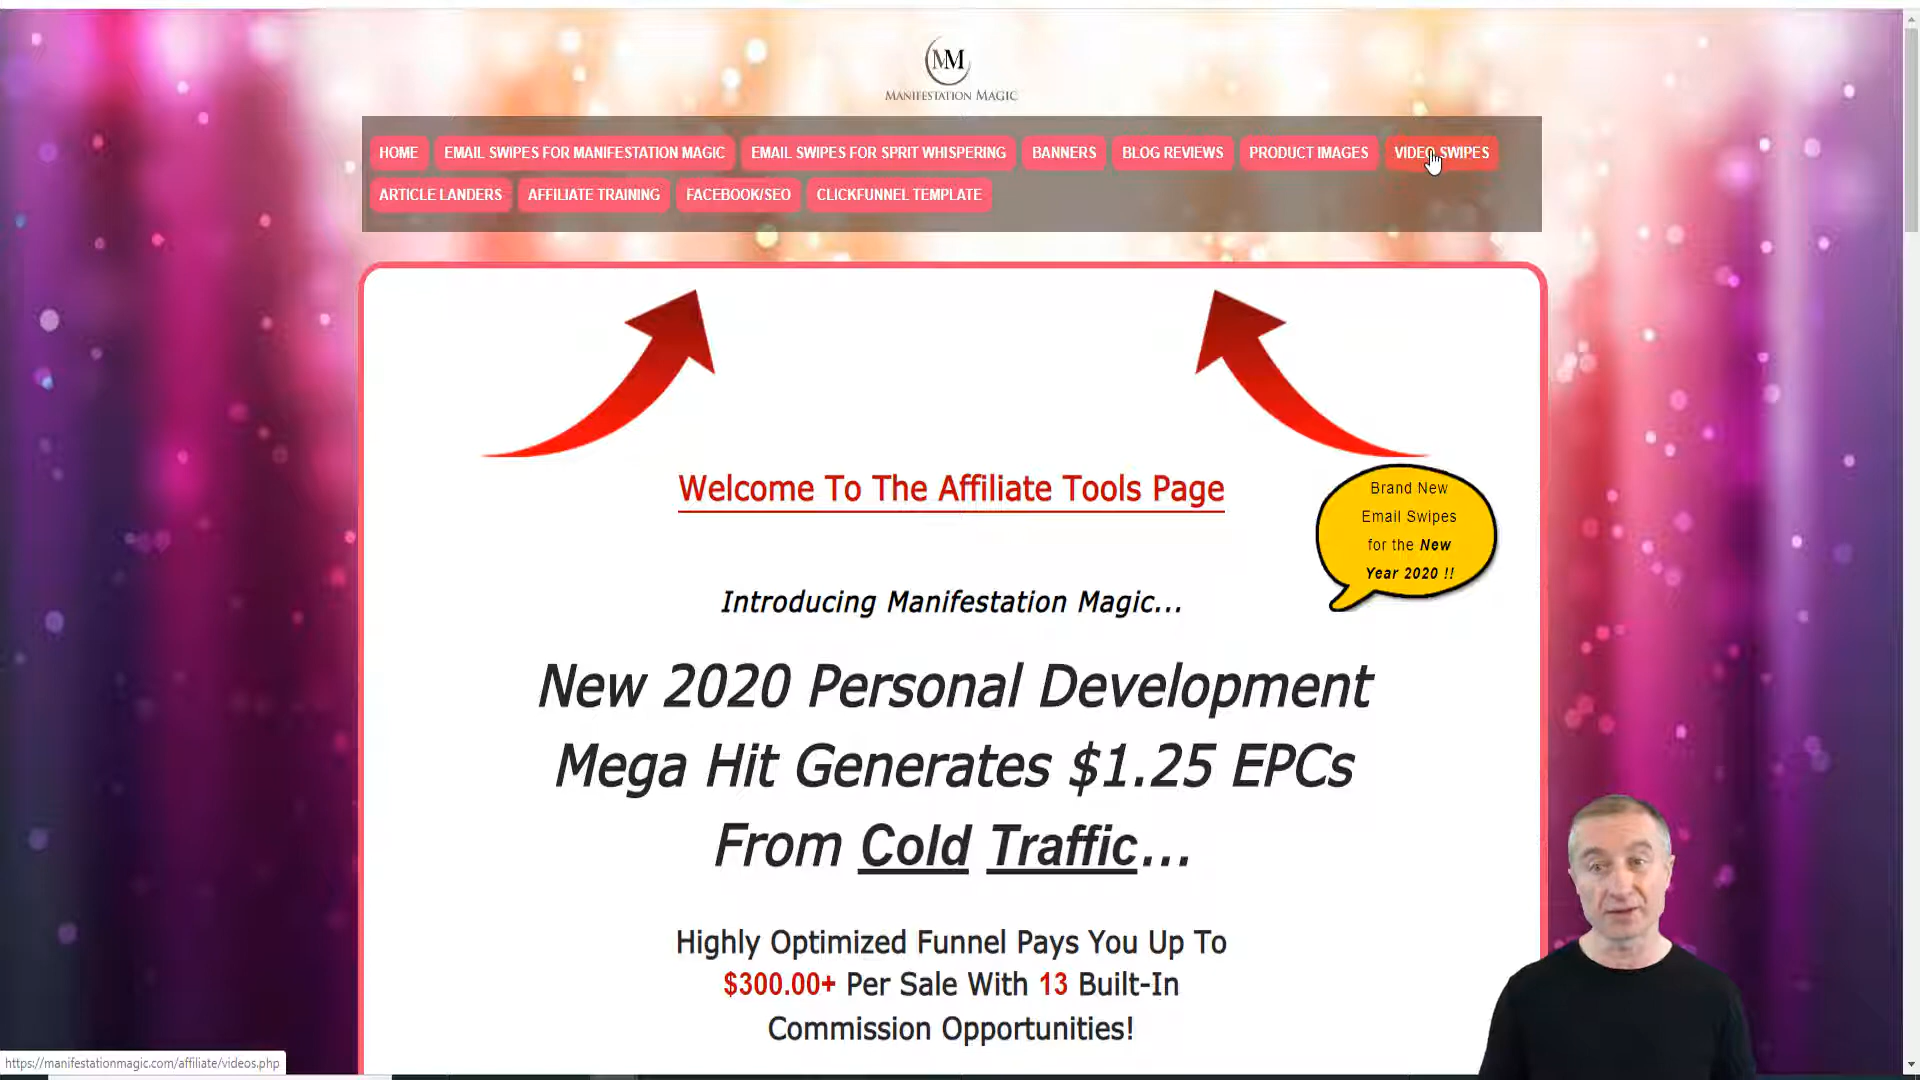 MM
MANIFESTATION MAGIC
HOME
EMAIL SWIPES FOR MANIFESTATION MAGIC
EMAIL SWIPES FOR SPRIT WHISPERING
BANNERS
BLOG REVIEWS
PRODUCT IMAGES
VIDEO SWIPES
ARTICLE LANDERS
AFFILIATE TRAINING
FACEBOOK/SEO
CLICKFUNNEL TEMPLATE
Welcome To The Affiliate Tools Page
Brand New
Email Swipes
for the New
Year 2020 !!
Introducing Manifestation Magic...
New 2020 Personal Development
Mega Hit Generates $1.25 EPCs
From Cold Traffic...
Highly Optimized Funnel Pays You Up To
$300.00+ Per Sale With 13 Built-In
Commission Opportunities!
https://manifestationmagic.com/affiliate/videos.php